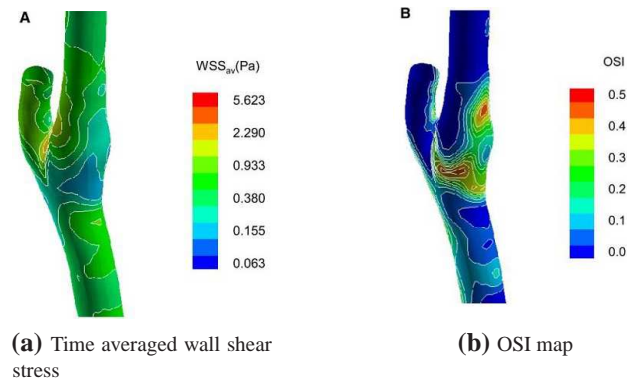 A
WSSav(Pa)
5.623
2.290
0.933
0.380
0.155
0.063
B
OSI
0.5
0.4
0.3
0.2
0.1
0.0
(a) Time averaged wall shear
stress
(b) OSI map